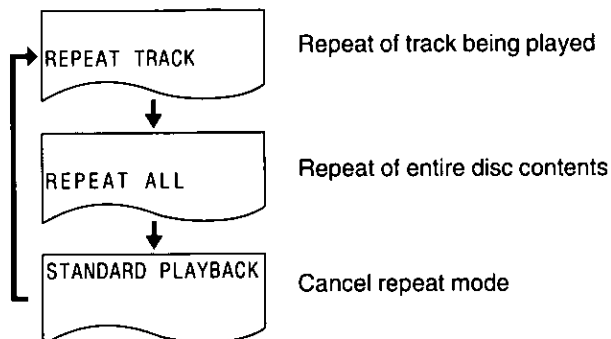 REPEAT TRACK
Repeat of track being played
REPEAT ALL
Repeat of entire disc contents
STANDARD PLAYBACK
Cancel repeat mode